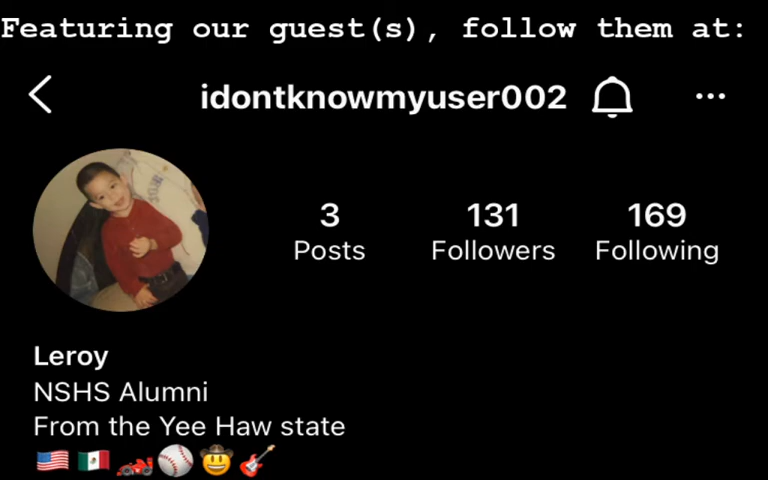 Featuring our guest(s), follow them at:
idontknowmyuser002
3 131 169
Posts Followers Following
Leroy
NSHS Alumni
From the Yee Haw state
🇺🇸 🇲🇽 🏎️ ⚾ 🤠 🎸